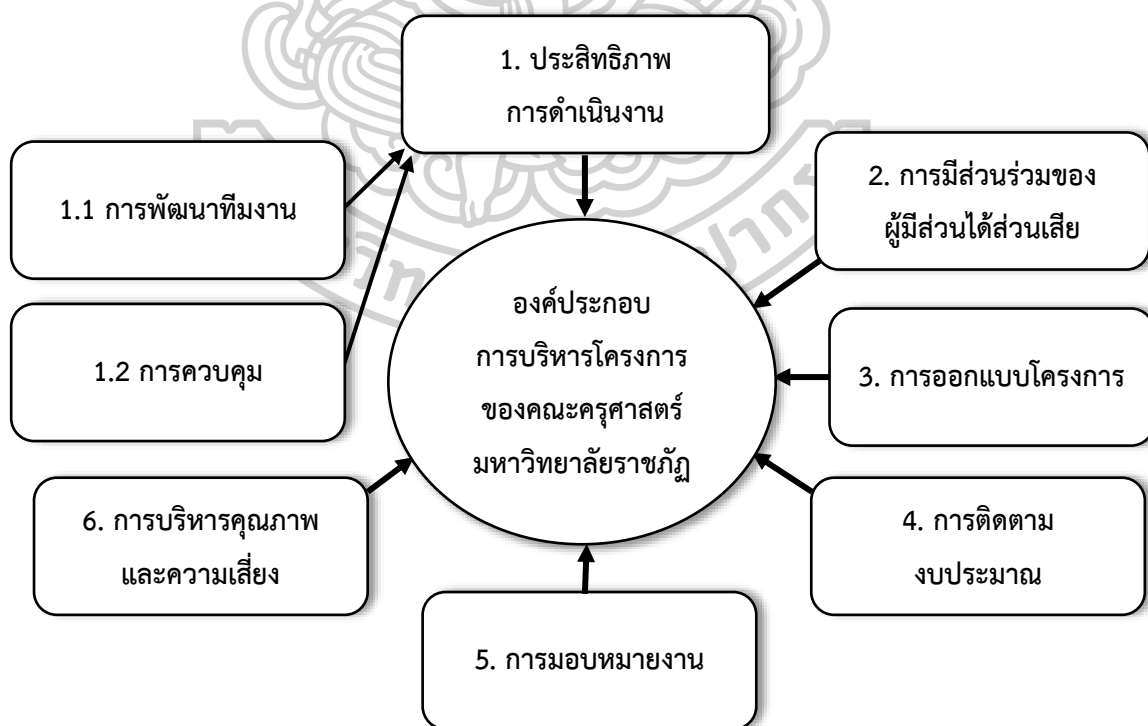 1. ประสิทธิภาพ
การดำเนินงาน
1.1 การพัฒนาทีมงาน
2. การมีส่วนร่วมของ
ผู้มีส่วนได้ส่วนเสีย
องค์ประกอบ
การบริหารโครงการ
ของคณะครุศาสตร์
มหาวิทยาลัยราชภัฏ
1.2 การควบคุม
3. การออกแบบโครงการ
6. การบริหารคุณภาพ
และความเสี่ยง
4. การติดตาม
งบประมาณ
5. การมอบหมายงาน